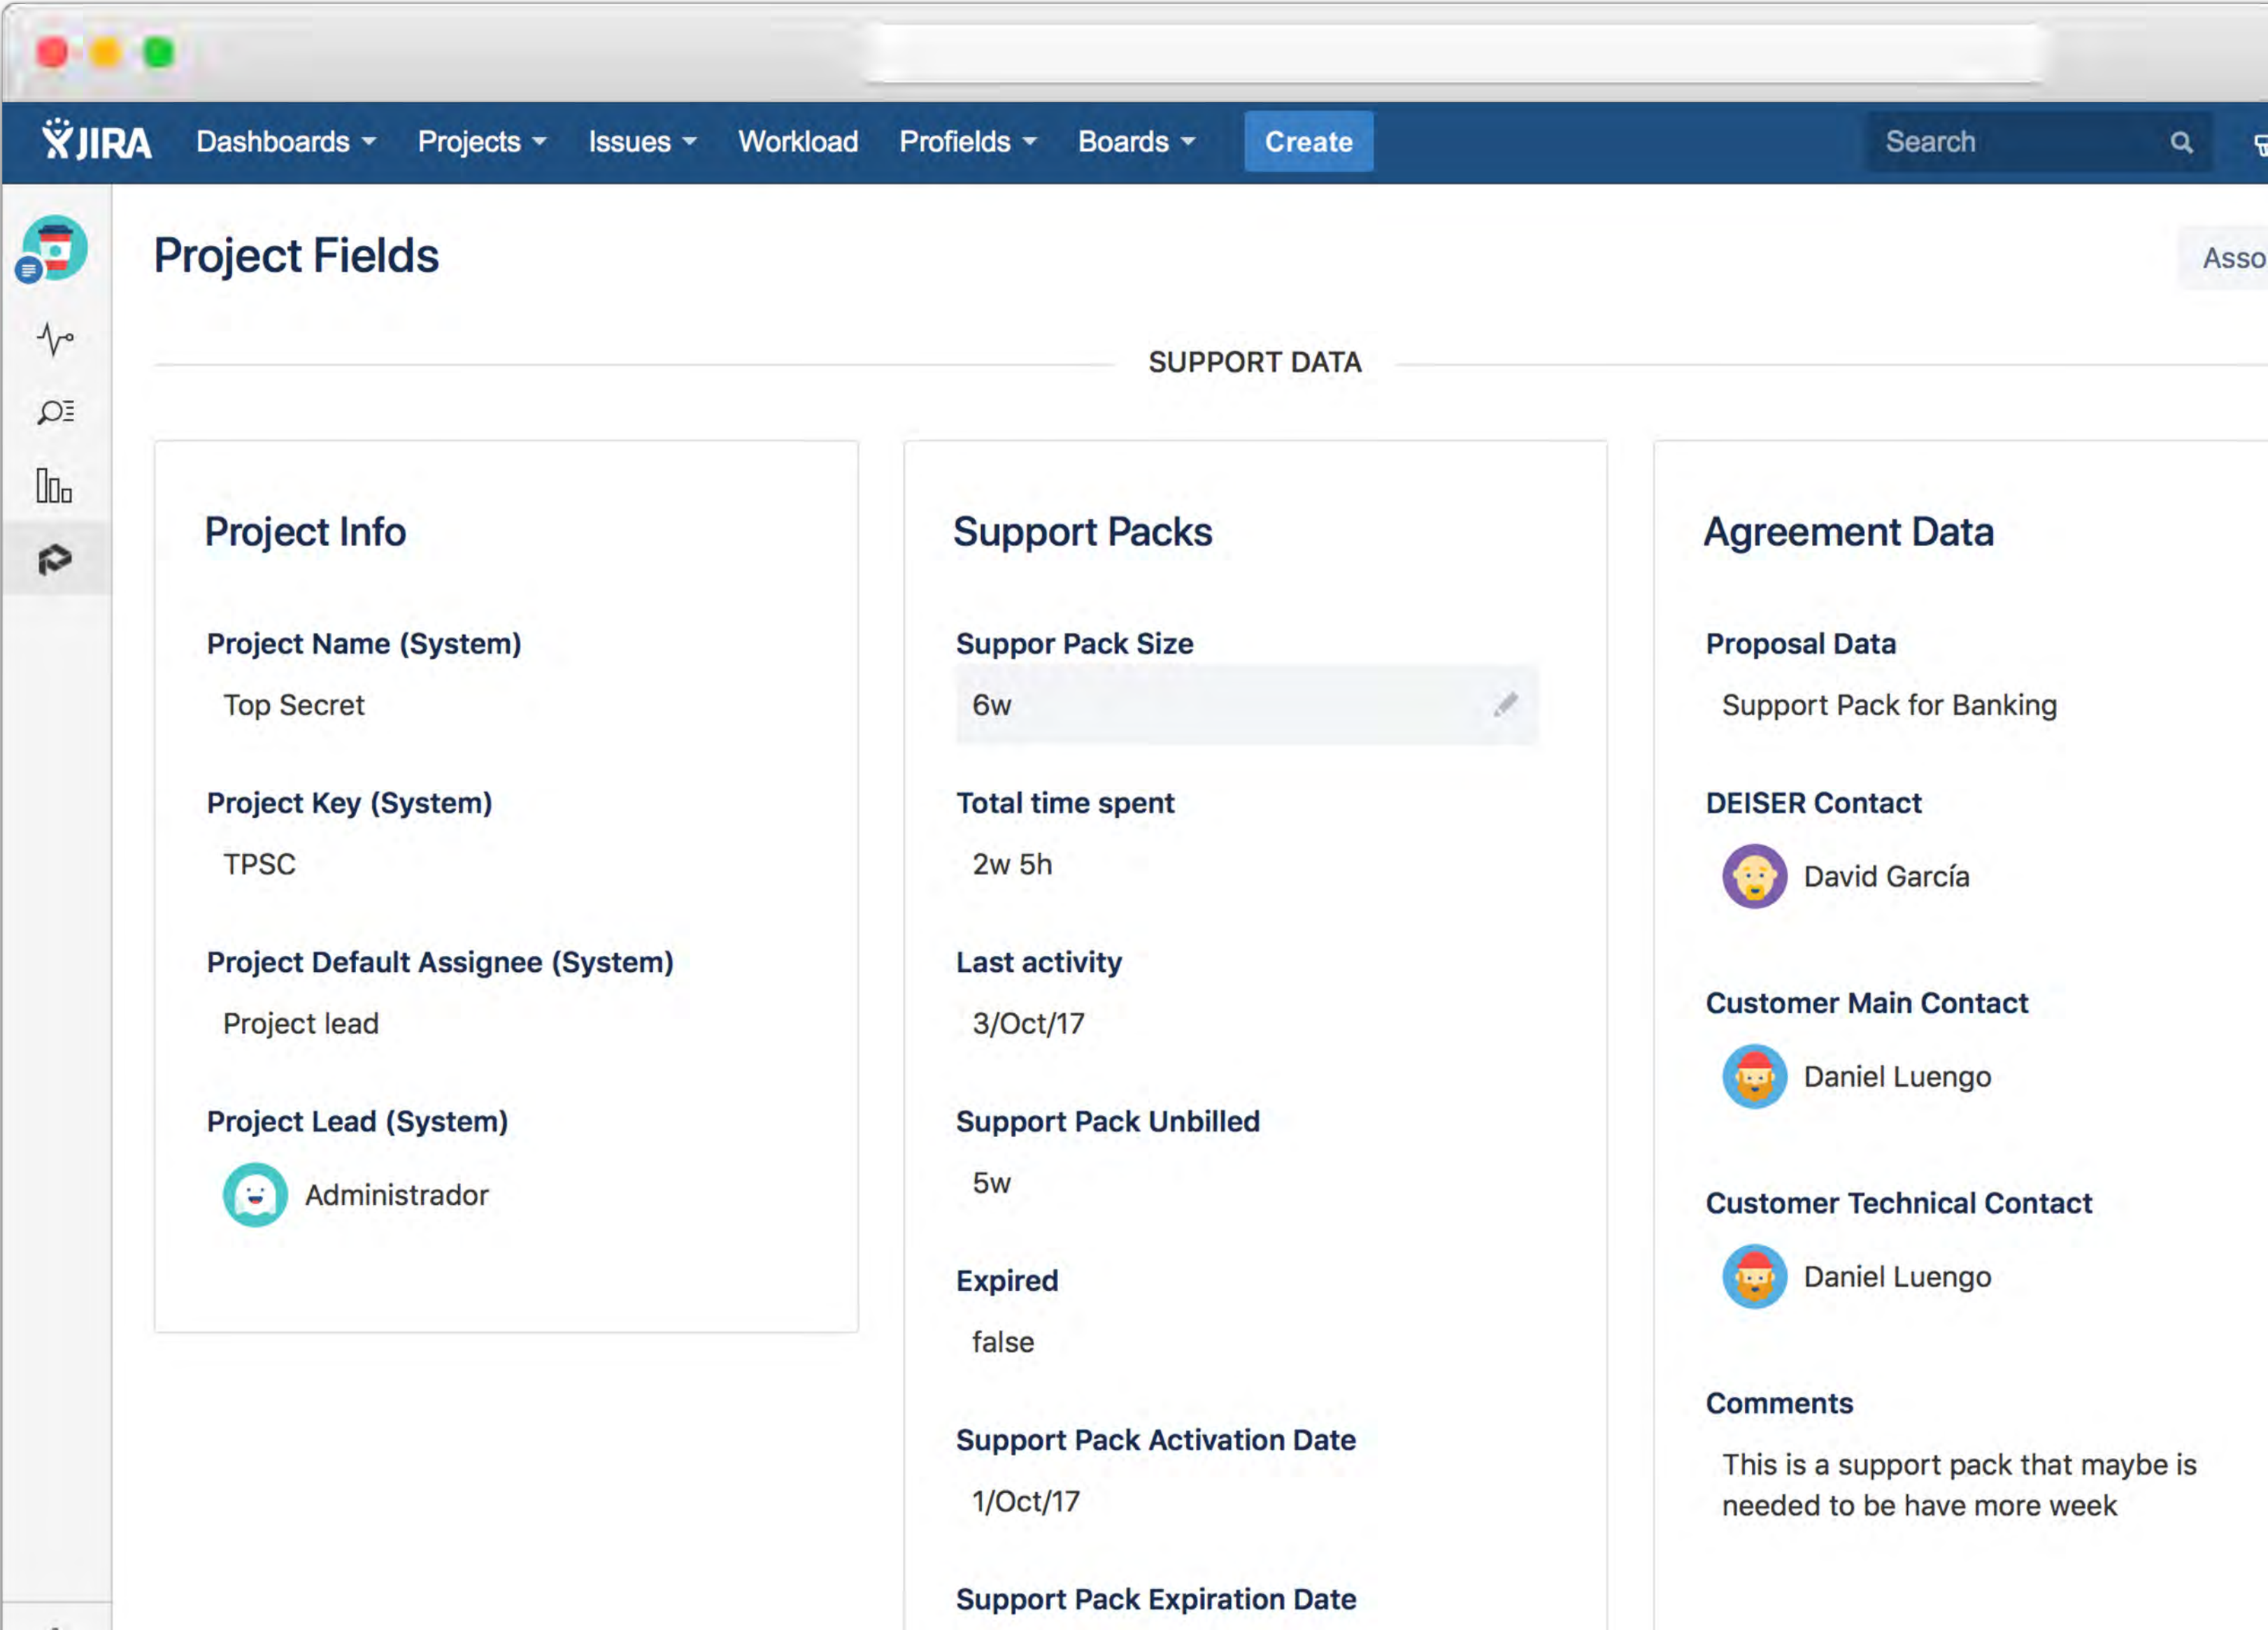 JIRA Dashboards Projects Issues Workload Profields Boards Create Search
Project Fields
SUPPORT DATA
Project Info
Project Name (System)
Top Secret
Project Key (System)
TPSC
Project Default Assignee (System)
Project lead
Project Lead (System)
Administrador
Support Packs
Suppor Pack Size
6w
Total time spent
2w 5h
Last activity
3/Oct/17
Support Pack Unbilled
5w
Expired
false
Support Pack Activation Date
1/Oct/17
Support Pack Expiration Date
Agreement Data
Proposal Data
Support Pack for Banking
DEISER Contact
David García
Customer Main Contact
Daniel Luengo
Customer Technical Contact
Daniel Luengo
Comments
This is a support pack that maybe is
needed to be have more week